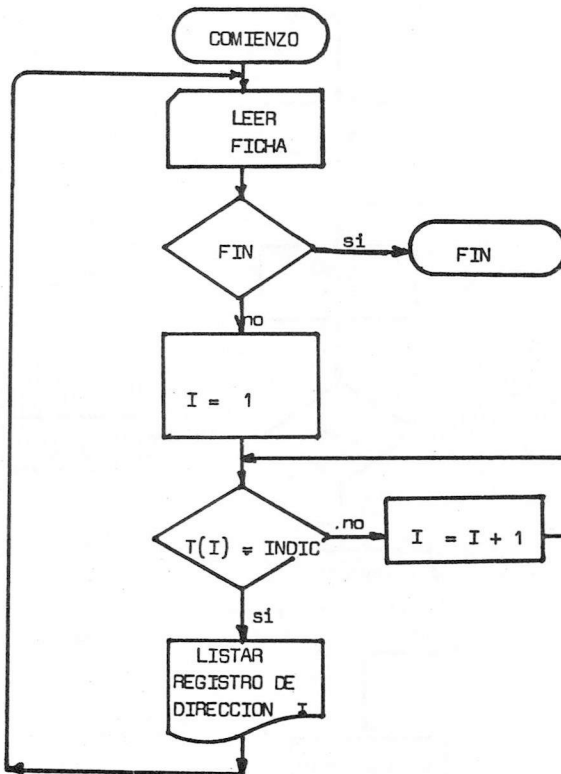 COMIENZO
LEER
FICHA
FIN
si
FIN
no
I = 1
T(I) = INDIC
.no
I = I + 1
si
LISTAR
REGISTRO DE
DIRECCION I